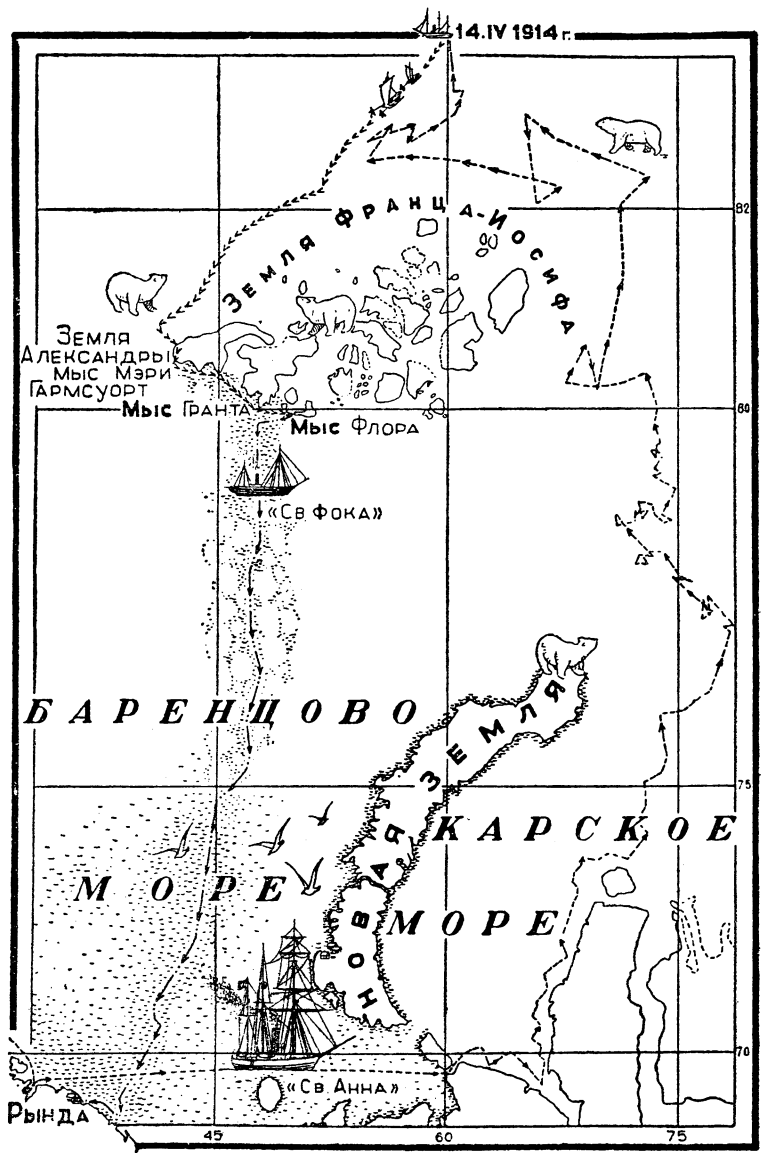 14.IV 1914 г.
ЗЕМЛЯ ФРАНЦА-ИОСИФА
82
ЗЕМЛЯ
АЛЕКСАНДРЫ
МЫС МЭРИ
ГАРМСУОРТ
МЫС ГРАНТА
80
МЫС ФЛОРА
«СВ. ФОКА»
БАРЕНЦОВО
МОРЕ
НОВАЯ ЗЕМЛЯ
75
КАРСКОЕ
МОРЕ
70
«СВ. АННА»
РЫНДА
45
60
75